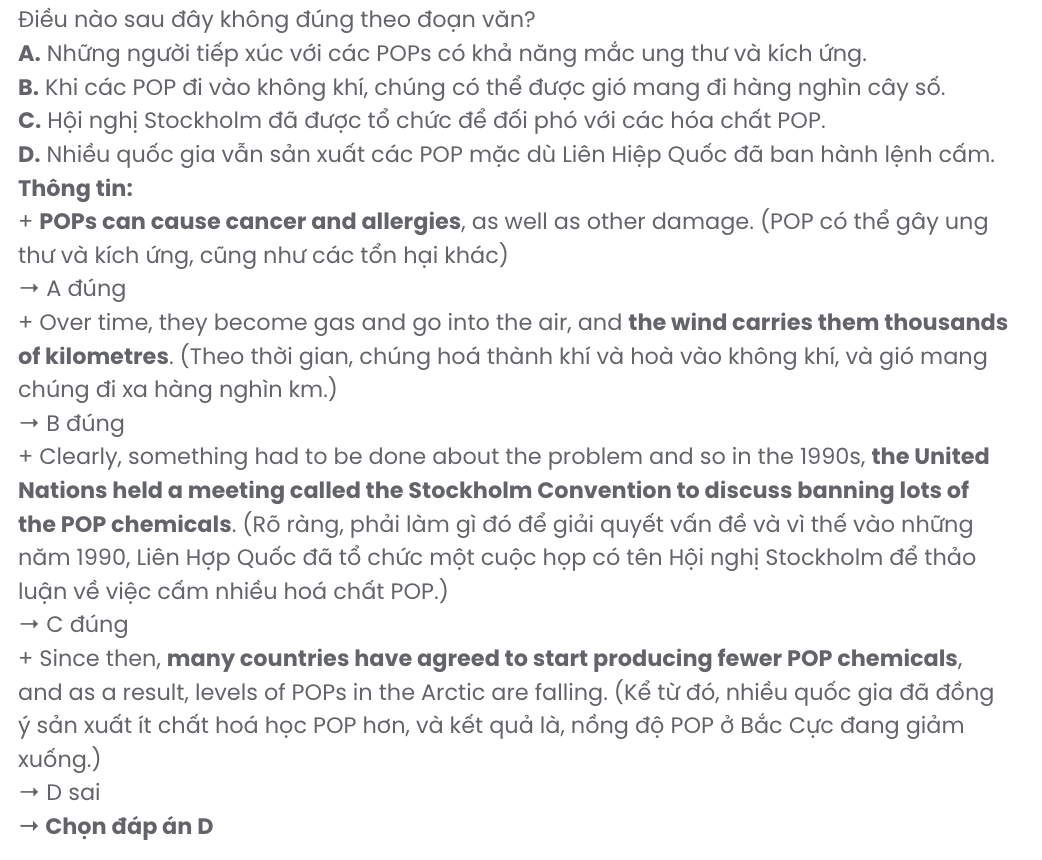 Điều nào sau đây không đúng theo đoạn văn?
A. Những người tiếp xúc với các POPs có khả năng mắc ung thư và kích ứng.
B. Khi các POP đi vào không khí, chúng có thể được gió mang đi hàng nghìn cây số.
C. Hội nghị Stockholm đã được tổ chức để đối phó với các hóa chất POP.
D. Nhiều quốc gia vẫn sản xuất các POP mặc dù Liên Hiệp Quốc đã ban hành lệnh cấm.
Thông tin:
+ POPs can cause cancer and allergies, as well as other damage. (POP có thể gây ung
thư và kích ứng, cũng như các tổn hại khác)
→ A đúng
+ Over time, they become gas and go into the air, and the wind carries them thousands
of kilometres. (Theo thời gian, chúng hoá thành khí và hoà vào không khí, và gió mang
chúng đi xa hàng nghìn km.)
→ B đúng
+ Clearly, something had to be done about the problem and so in the 1990s, the United
Nations held a meeting called the Stockholm Convention to discuss banning lots of
the POP chemicals. (Rõ ràng, phải làm gì đó để giải quyết vấn đề và vì thế vào những
năm 1990, Liên Hợp Quốc đã tổ chức một cuộc họp có tên Hội nghị Stockholm để thảo
luận về việc cấm nhiều hoá chất POP.)
→ C đúng
+ Since then, many countries have agreed to start producing fewer POP chemicals,
and as a result, levels of POPs in the Arctic are falling. (Kể từ đó, nhiều quốc gia đã đồng
ý sản xuất ít chất hoá học POP hơn, và kết quả là, nồng độ POP ở Bắc Cực đang giảm
xuống.)
→ D sai
→ Chọn đáp án D